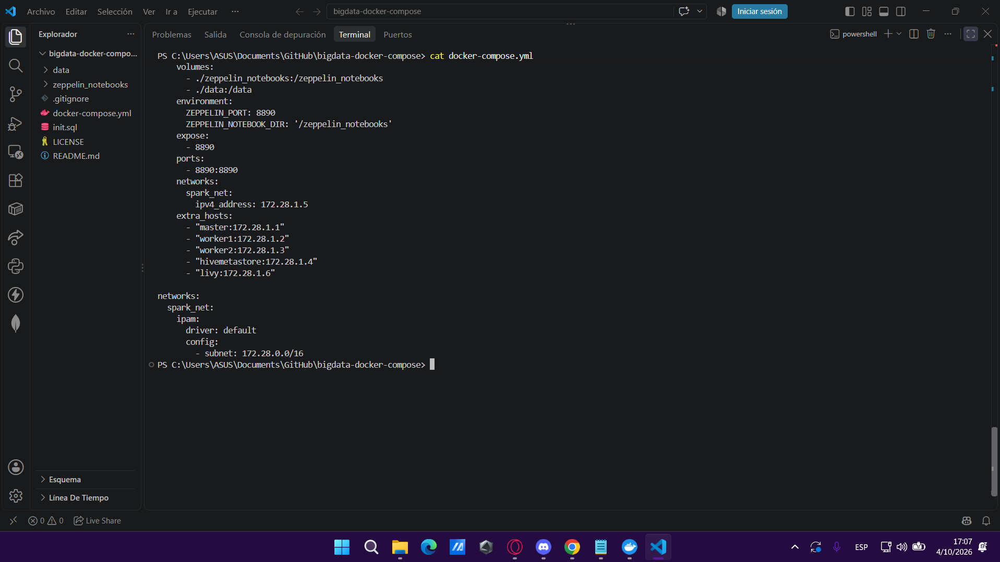 Archivo Editar Selección Ver Ir a Ejecutar ···
bigdata-docker-compose
Iniciar sesión
Explorador
bigdata-docker-compo...
data
zeppelin_notebooks
.gitignore
docker-compose.yml
init.sql
LICENSE
README.md
Esquema
Línea De Tiempo
Problemas Salida Consola de depuración Terminal Puertos
powershell
PS C:\Users\ASUS\Documents\GitHub\bigdata-docker-compose> cat docker-compose.yml
    volumes:
      - ./zeppelin_notebooks:/zeppelin_notebooks
      - ./data:/data
    environment:
      ZEPPELIN_PORT: 8890
      ZEPPELIN_NOTEBOOK_DIR: '/zeppelin_notebooks'
    expose:
      - 8890
    ports:
      - 8890:8890
    networks:
      spark_net:
        ipv4_address: 172.28.1.5
    extra_hosts:
      - "master:172.28.1.1"
      - "worker1:172.28.1.2"
      - "worker2:172.28.1.3"
      - "hivemetastore:172.28.1.4"
      - "livy:172.28.1.6"
networks:
  spark_net:
    ipam:
      driver: default
      config:
        - subnet: 172.28.0.0/16
PS C:\Users\ASUS\Documents\GitHub\bigdata-docker-compose>
0 0 Live Share
ESP
17:07
4/10/2026